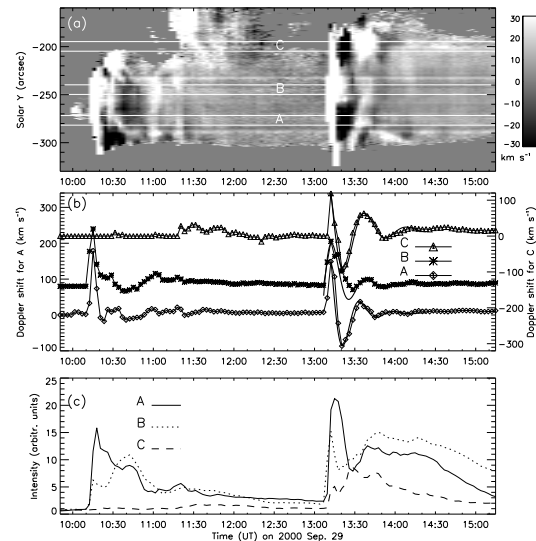 (a)
C
B
A
-200
-250
-300
Solar Y (arcsec)
10:00 10:30 11:00 11:30 12:00 12:30 13:00 13:30 14:00 14:30 15:00
30
20
10
0
-10
-20
-30
km s⁻¹
(b)
300
200
100
0
-100
Doppler shift for A (km s⁻¹)
C
B
A
100
0
-100
-200
-300
Doppler shift for C (km s⁻¹)
10:00 10:30 11:00 11:30 12:00 12:30 13:00 13:30 14:00 14:30 15:00
(c)
A
B
C
25
20
15
10
5
0
Intensity (arbitr. units)
10:00 10:30 11:00 11:30 12:00 12:30 13:00 13:30 14:00 14:30 15:00
Time (UT) on 2000 Sep. 29